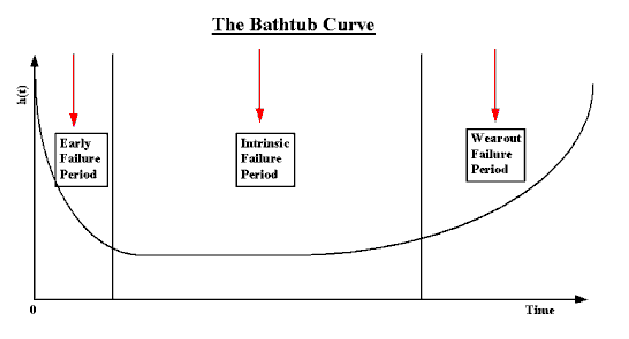 The Bathtub Curve
h(t)
Early
Failure
Period
Intrinsic
Failure
Period
Wearout
Failure
Period
0
Time